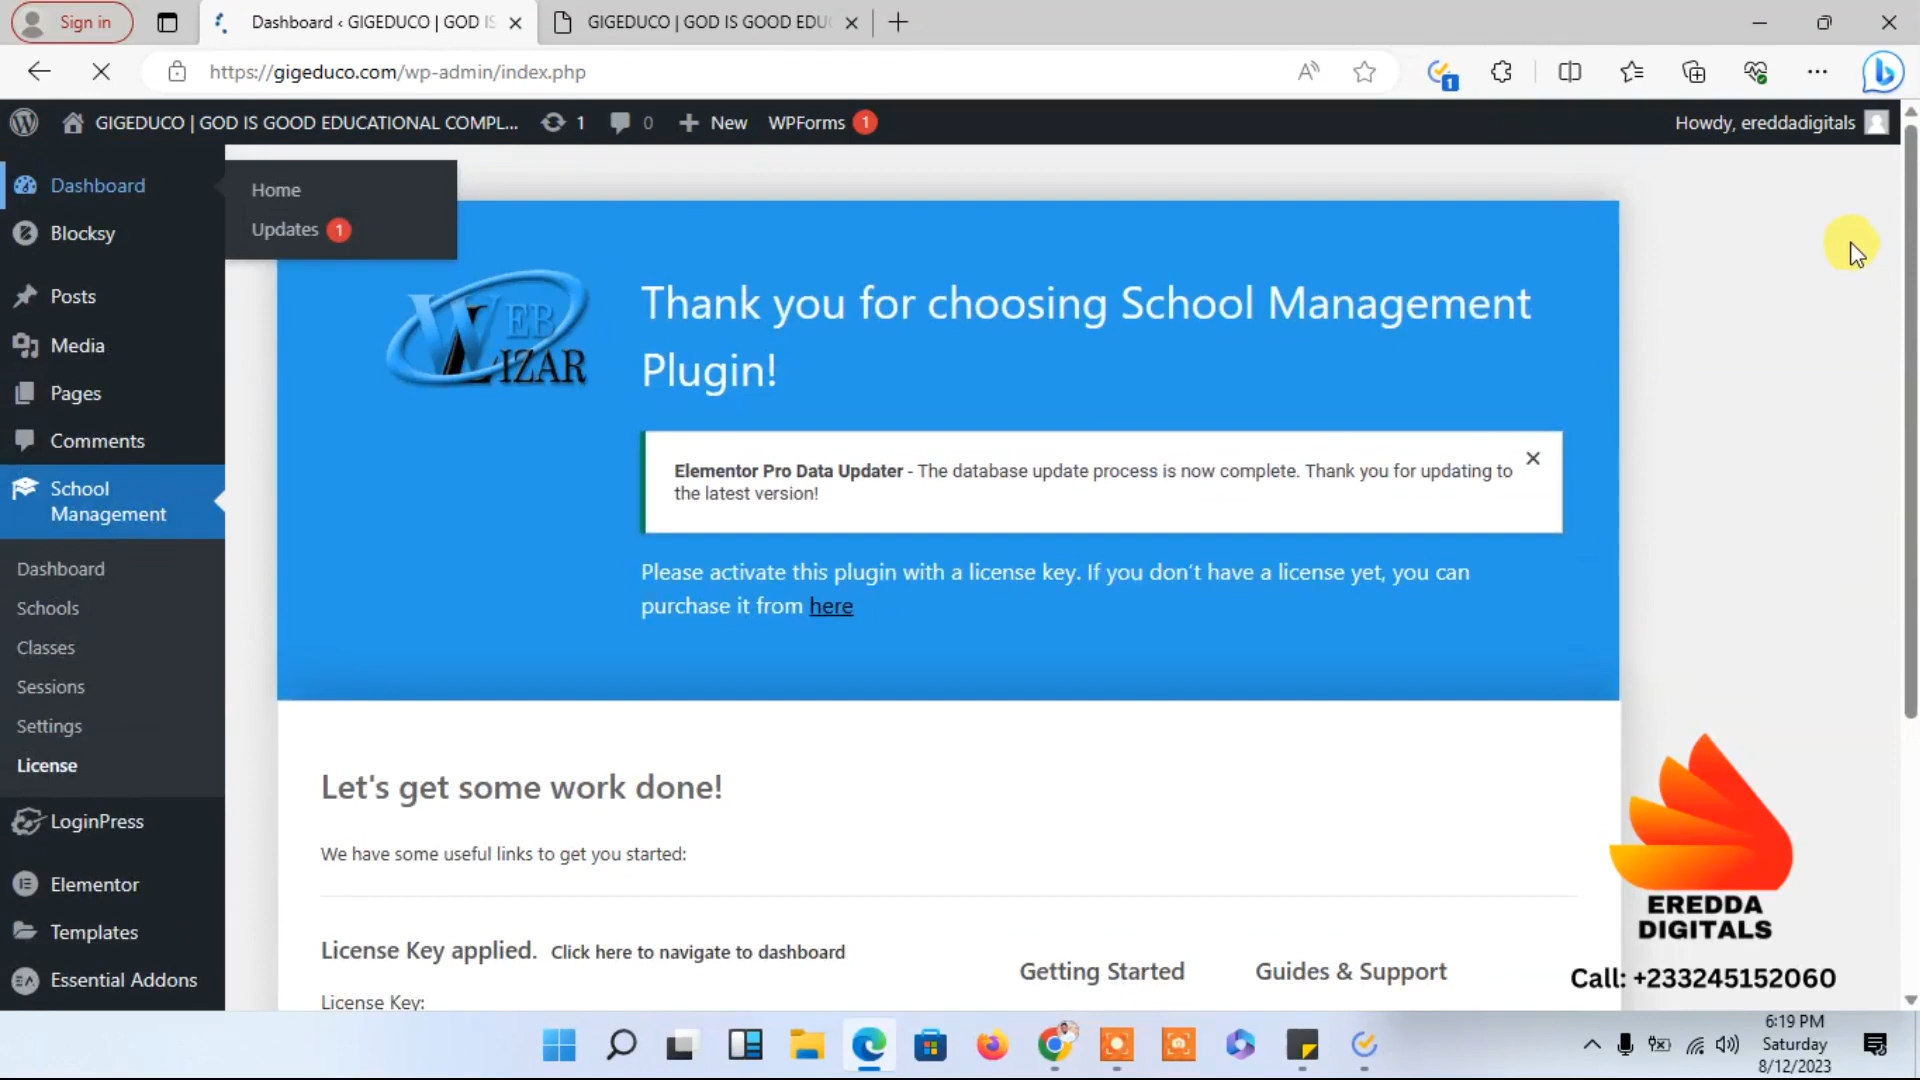 Sign in
Dashboard ‹ GIGEDUCO | GOD IS
GIGEDUCO | GOD IS GOOD EDU
https://gigeduco.com/wp-admin/index.php
GIGEDUCO | GOD IS GOOD EDUCATIONAL COMPL... 1 0 New WPForms 1
Howdy, ereddadigitals
Dashboard
Home
Updates 1
Blocksy
Posts
Media
Pages
Comments
School
Management
Dashboard
Schools
Classes
Sessions
Settings
License
LoginPress
Elementor
Templates
Essential Addons
WEB
WIZAR
Thank you for choosing School Management
Plugin!
Elementor Pro Data Updater - The database update process is now complete. Thank you for updating to
the latest version!
Please activate this plugin with a license key. If you don't have a license yet, you can
purchase it from here
Let's get some work done!
We have some useful links to get you started:
License Key applied. Click here to navigate to dashboard
License Key:
Getting Started
Guides & Support
EREDDA
DIGITALS
Call: +233245152060
6:19 PM
Saturday
8/12/2023